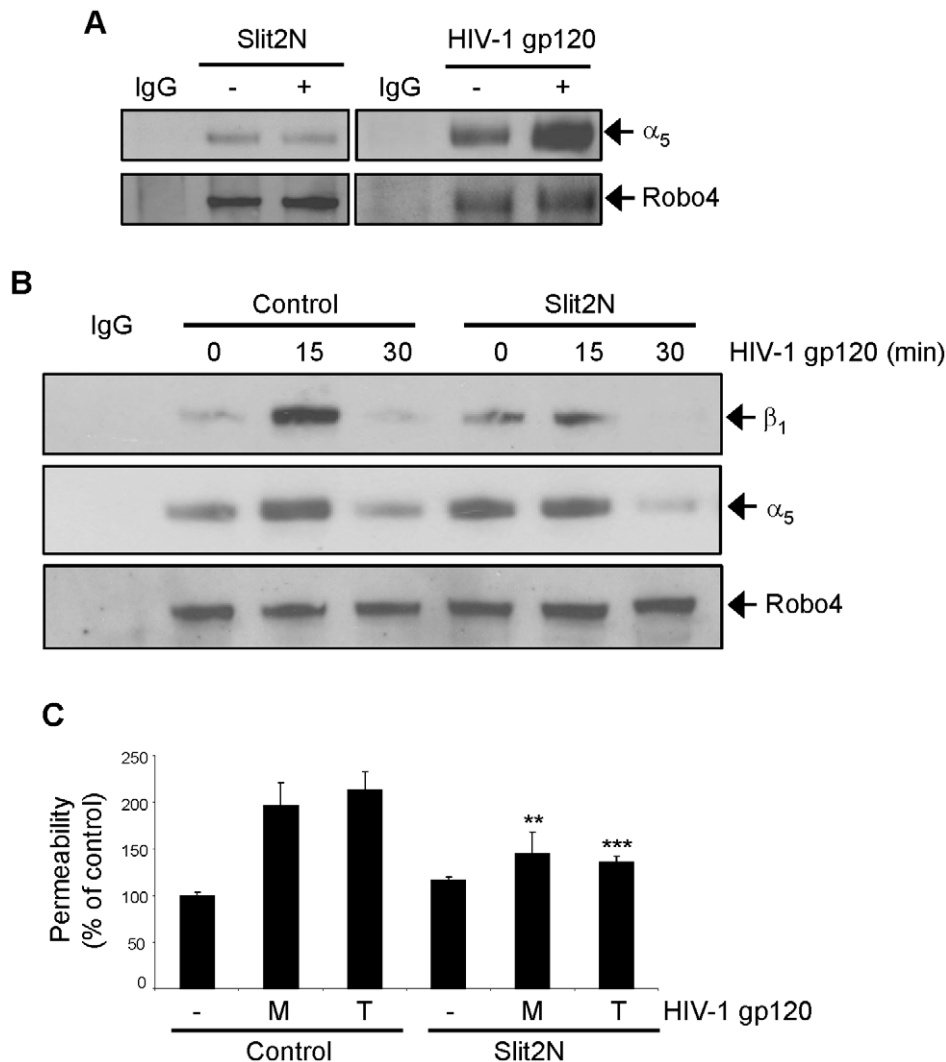 A
Slit2N HIV-1 gp120
IgG - + IgG - +
α5
Robo4
B
Control Slit2N
IgG
0 15 30 0 15 30 HIV-1 gp120 (min)
β1
α5
Robo4
C
Permeability
(% of control)
250
200
150
100
50
0
** ***
- M T - M T HIV-1 gp120
Control Slit2N